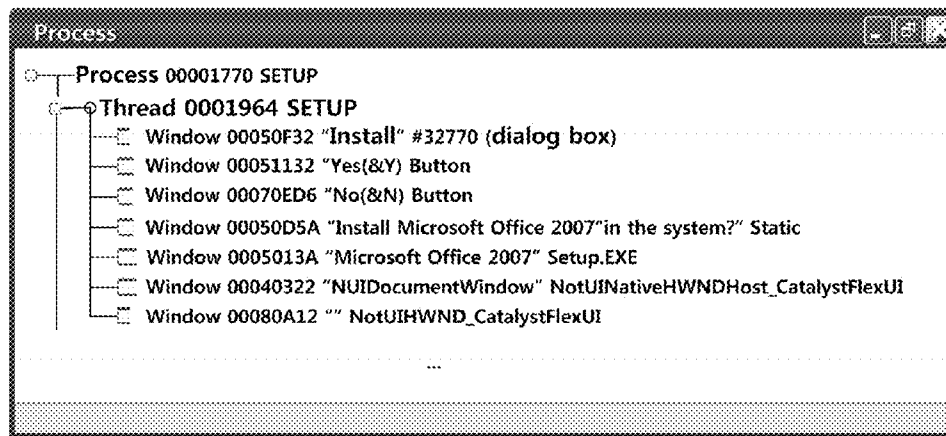 Process
Process 00001770 SETUP
Thread 0001964 SETUP
Window 00050F32 "Install" #32770 (dialog box)
Window 00051132 "Yes(&Y) Button
Window 00070ED6 "No(&N) Button
Window 00050D5A "Install Microsoft Office 2007"in the system?" Static
Window 0005013A "Microsoft Office 2007" Setup.EXE
Window 00040322 "NUIDocumentWindow" NotUINativeHWNDHost_CatalystFlexUI
Window 00080A12 "" NotUIHWND_CatalystFlexUI
...